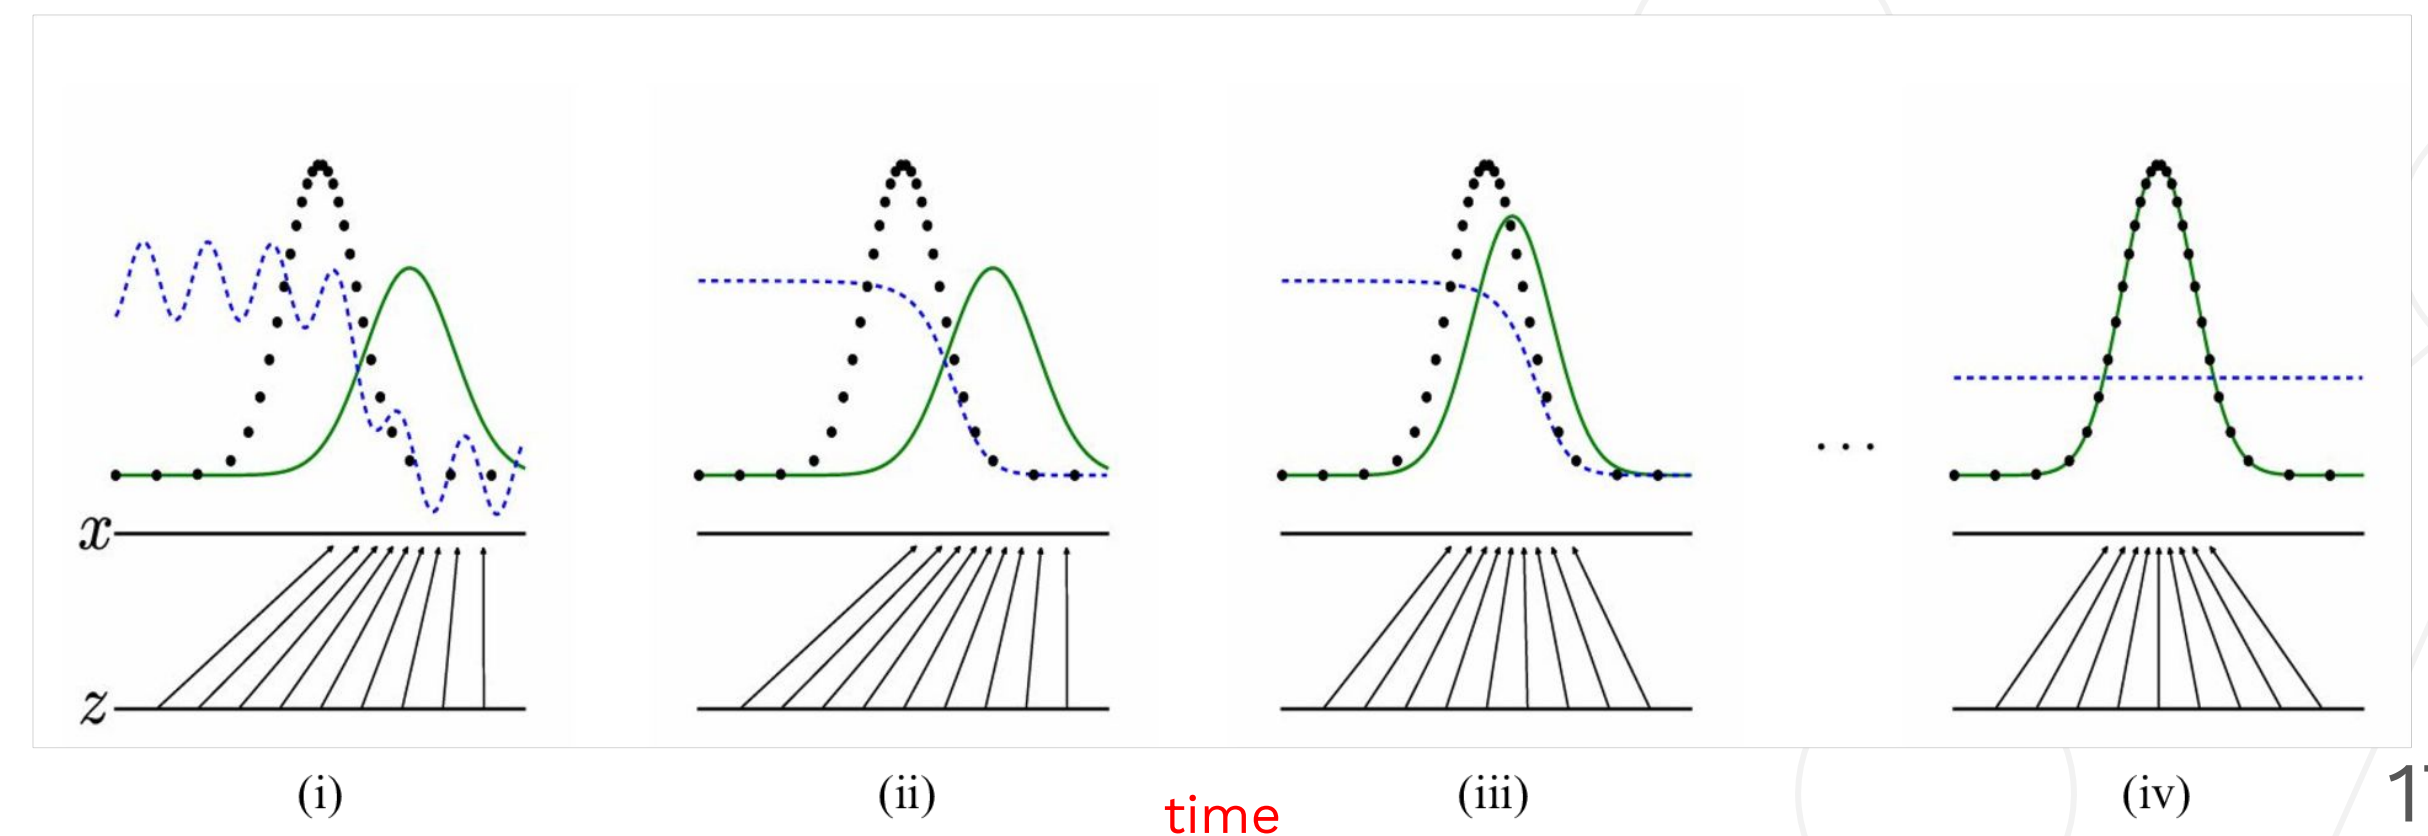 x
z
. . .
(i)
(ii)
(iii)
(iv)
time